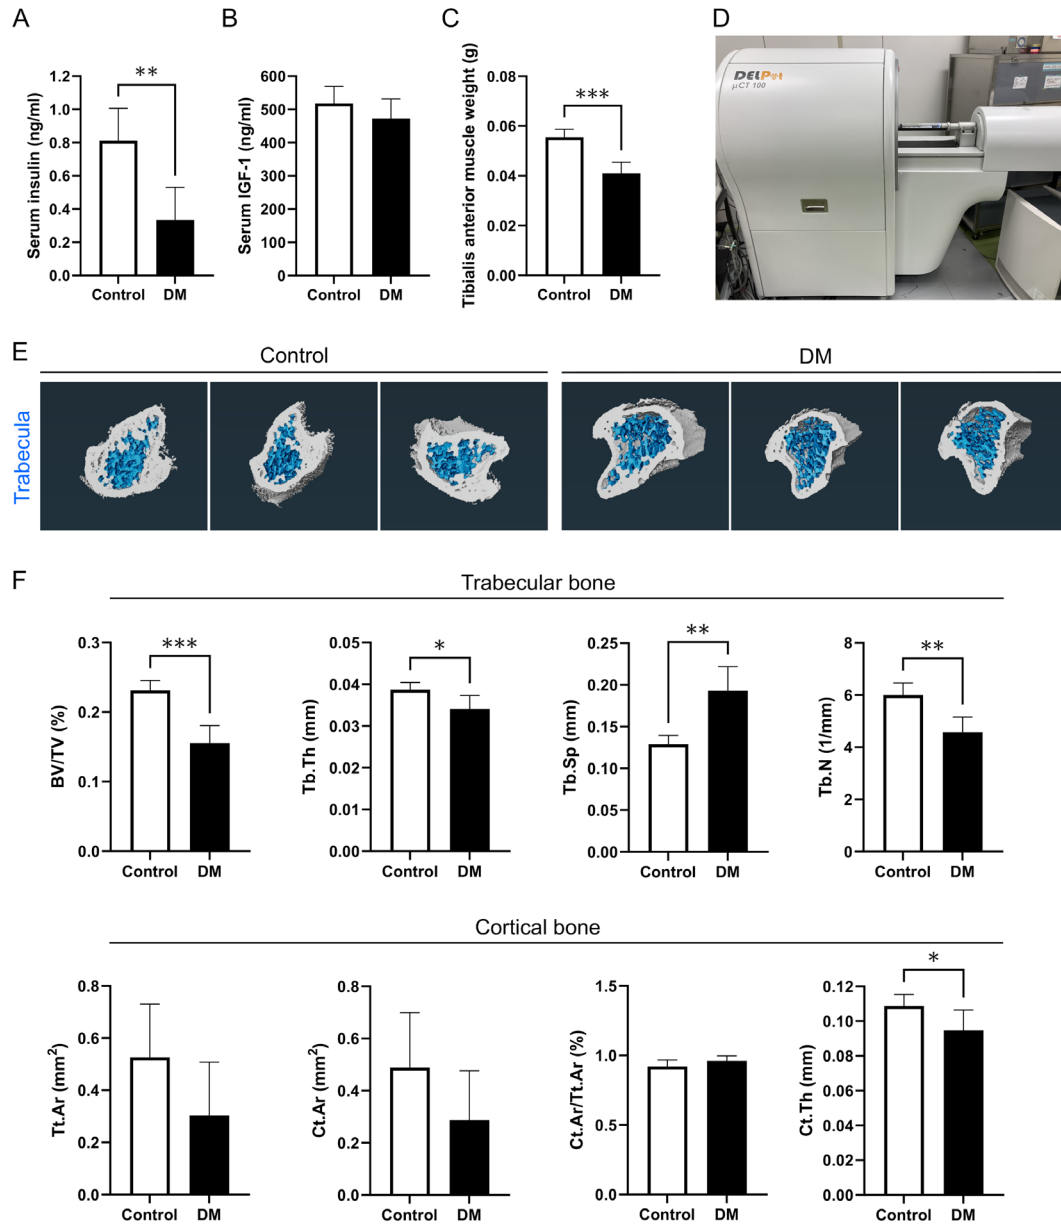 A
B
C
D
Serum insulin (ng/ml)
1.2
1.0
0.8
0.6
0.4
0.2
0.0
**
Control DM
Serum IGF-1 (ng/ml)
600
500
400
300
200
100
0
Control DM
Tibialis anterior muscle weight (g)
0.08
0.06
0.04
0.02
0.00
***
Control DM
DELPet
μCT 100
E
Control
DM
Trabecula
F
Trabecular bone
BV/TV (%)
0.3
0.2
0.1
0.0
***
Control DM
Tb.Th (mm)
0.05
0.04
0.03
0.02
0.01
0.00
*
Control DM
Tb.Sp (mm)
0.25
0.20
0.15
0.10
0.05
0.00
**
Control DM
Tb.N (1/mm)
8
6
4
2
0
**
Control DM
Cortical bone
Tt.Ar (mm²)
0.8
0.6
0.4
0.2
0.0
Control DM
Ct.Ar (mm²)
0.8
0.6
0.4
0.2
0.0
Control DM
Ct.Ar/Tt.Ar (%)
1.5
1.0
0.5
0.0
Control DM
Ct.Th (mm)
0.12
0.10
0.08
0.06
0.04
0.02
0.00
*
Control DM